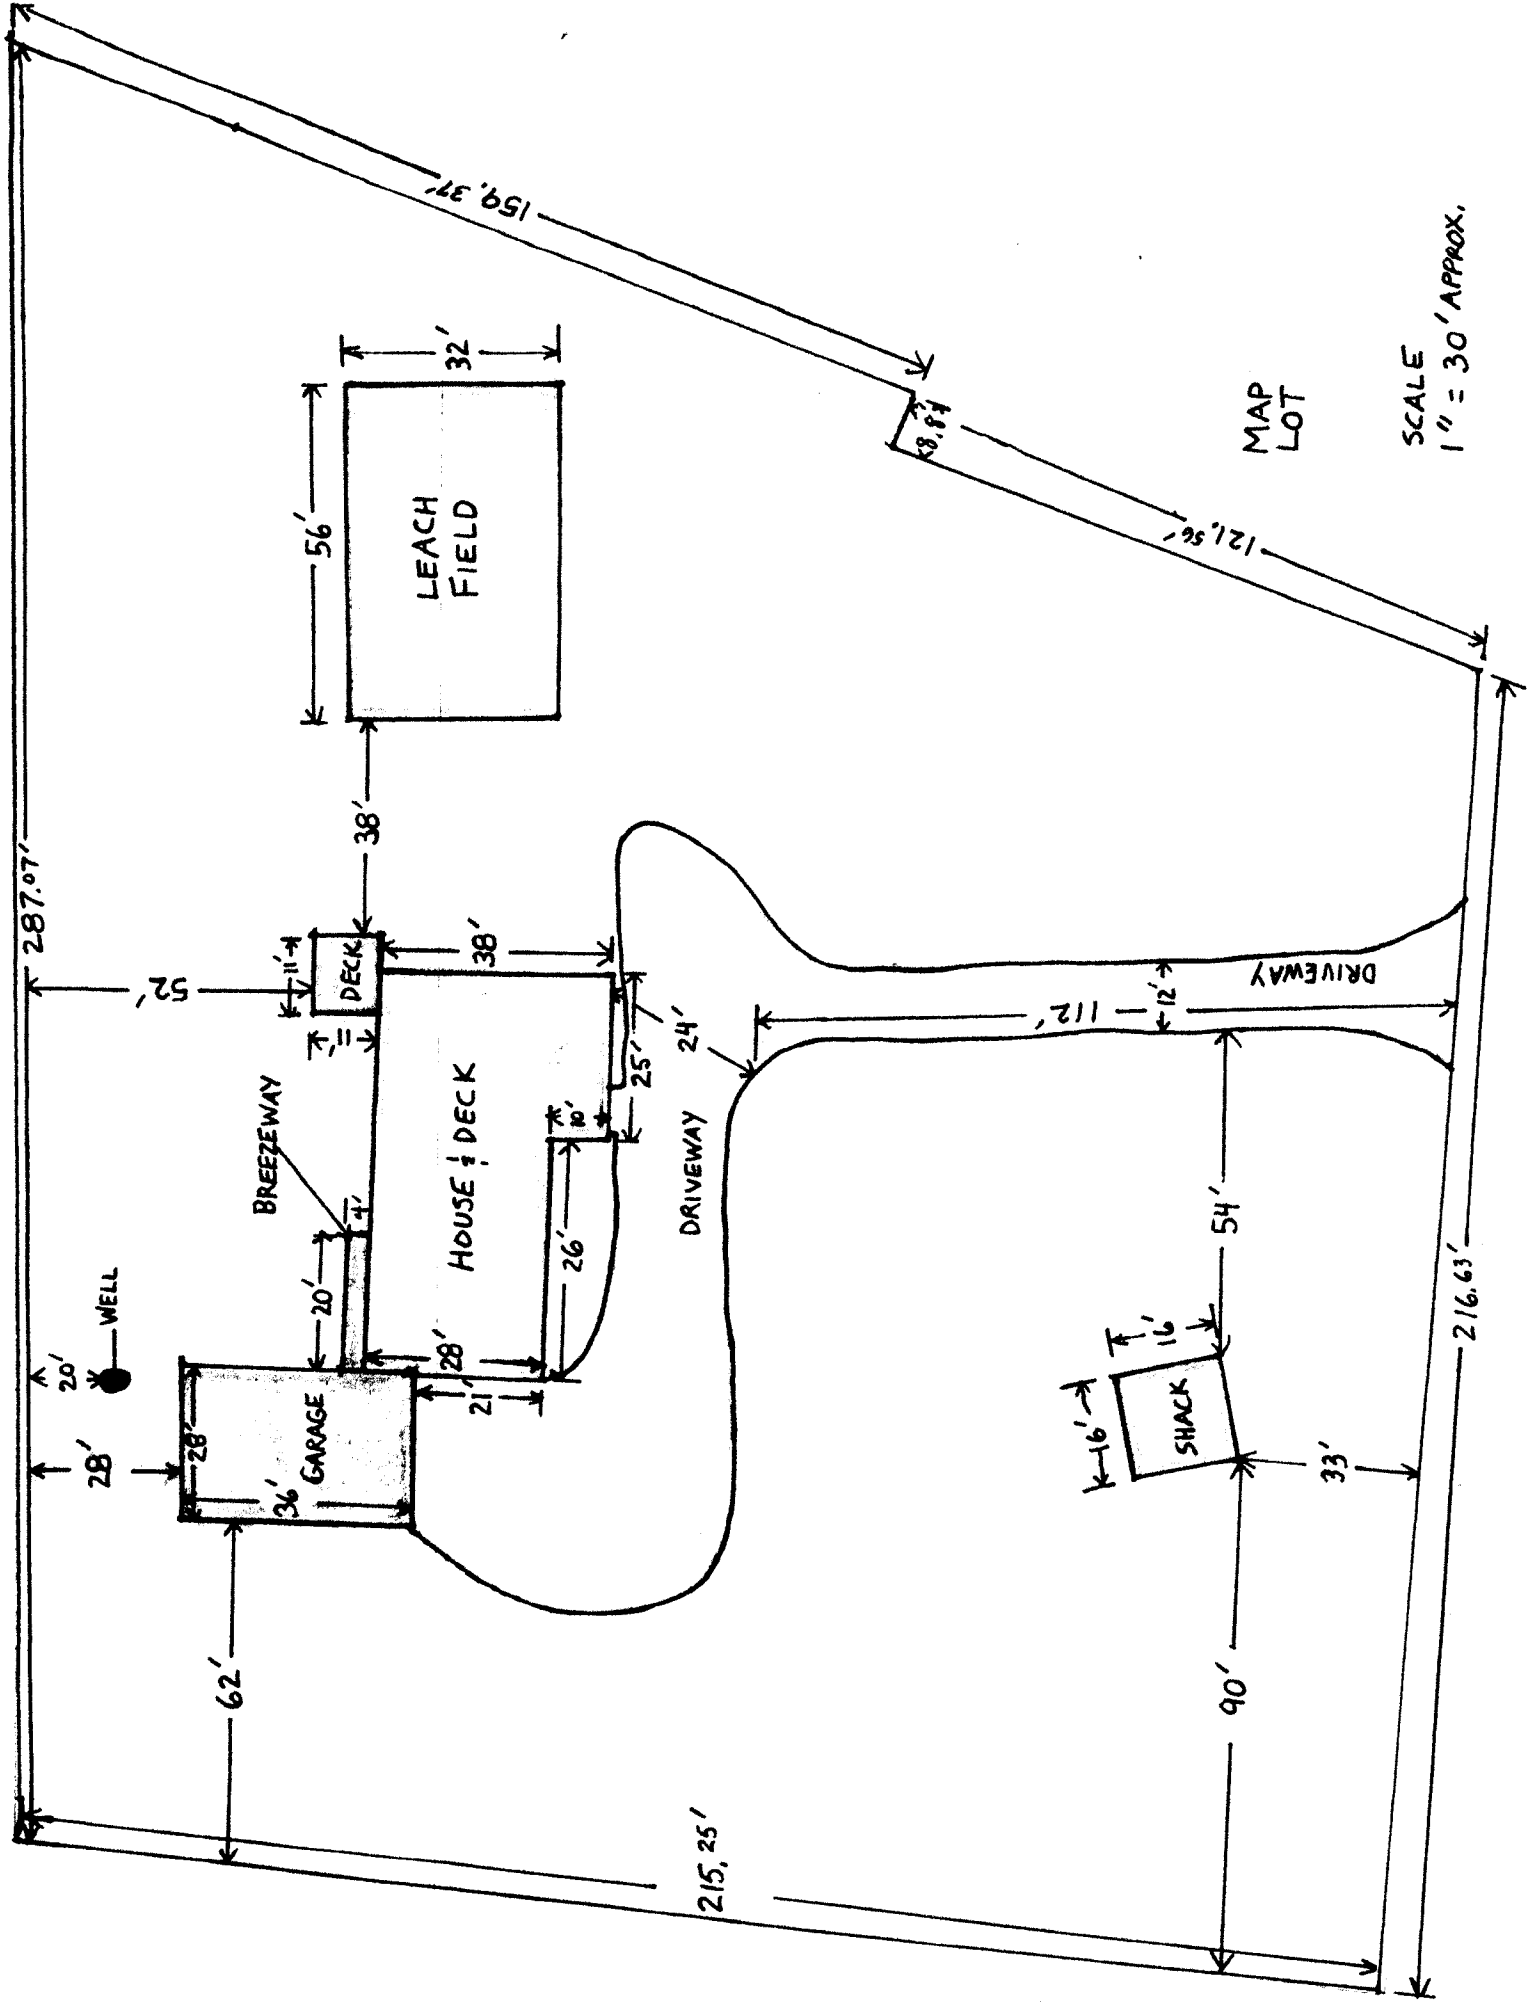 287.07'
159.37'
8.84'
121.56'
216.63'
215.25'
62'
28'
20'
WELL
28'
36'
GARAGE
20'
4'
BREEZEWAY
28'
21'
26'
HOUSE & DECK
10'
25'
38'
52'
11'
11'
DECK
38'
56'
32'
LEACH
FIELD
24'
DRIVEWAY
112'
12'
DRIVEWAY
54'
16'
16'
SHACK
33'
90'
MAP
LOT
SCALE
1" = 30' APPROX.